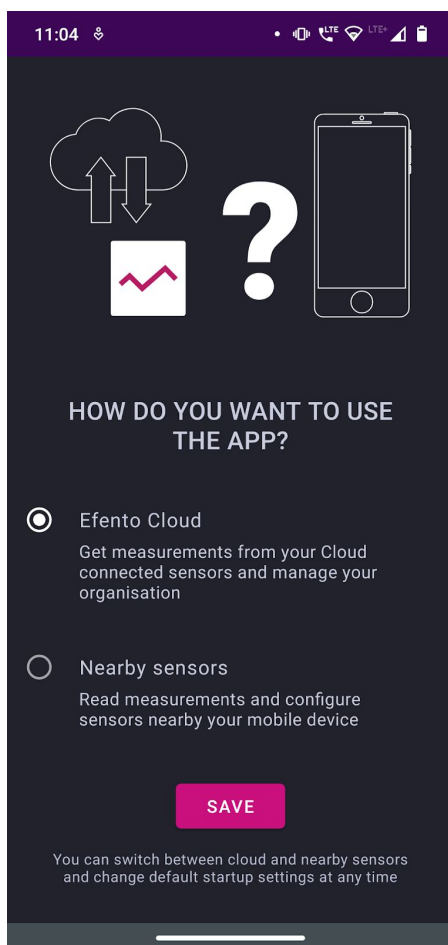 11:04
LTE LTE+
?
HOW DO YOU WANT TO USE
THE APP?
Efento Cloud
Get measurements from your Cloud
connected sensors and manage your
organisation
Nearby sensors
Read measurements and configure
sensors nearby your mobile device
SAVE
You can switch between cloud and nearby sensors
and change default startup settings at any time